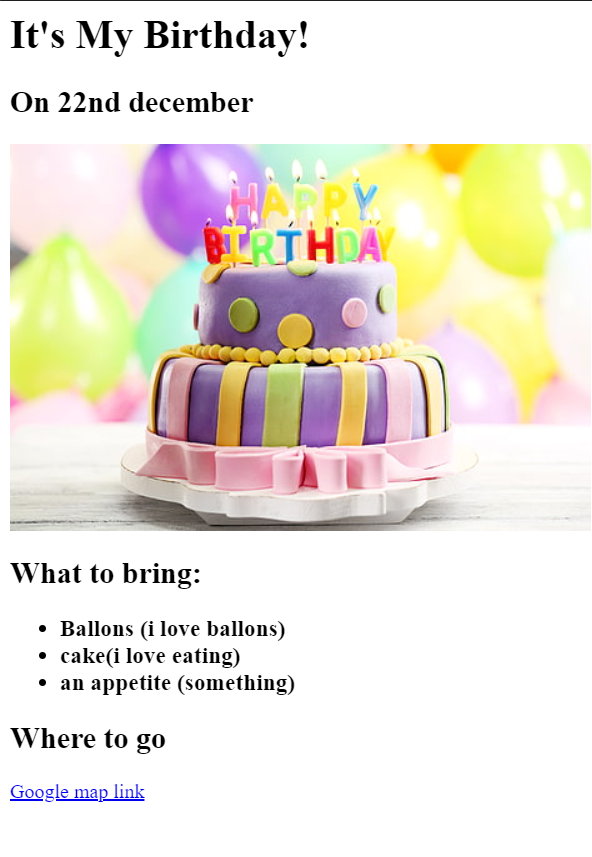 It's My Birthday!
On 22nd december
HAPPY
BIRTHDAY
What to bring:
Ballons (i love ballons)
cake(i love eating)
an appetite (something)
Where to go
Google map link